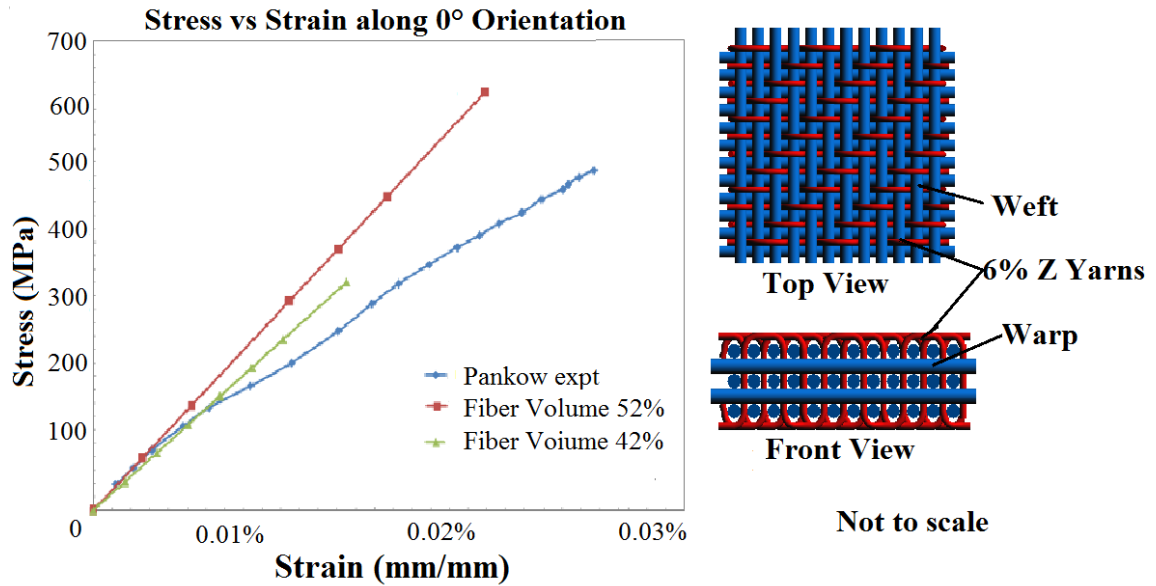 Stress vs Strain along 0° Orientation
700
600
500
400
300
200
100
0
0.01%
0.02%
0.03%
Stress (MPa)
Strain (mm/mm)
Pankow expt
Fiber Volume 52%
Fiber Voiume 42%
Weft
Top View
6% Z Yarns
Warp
Front View
Not to scale